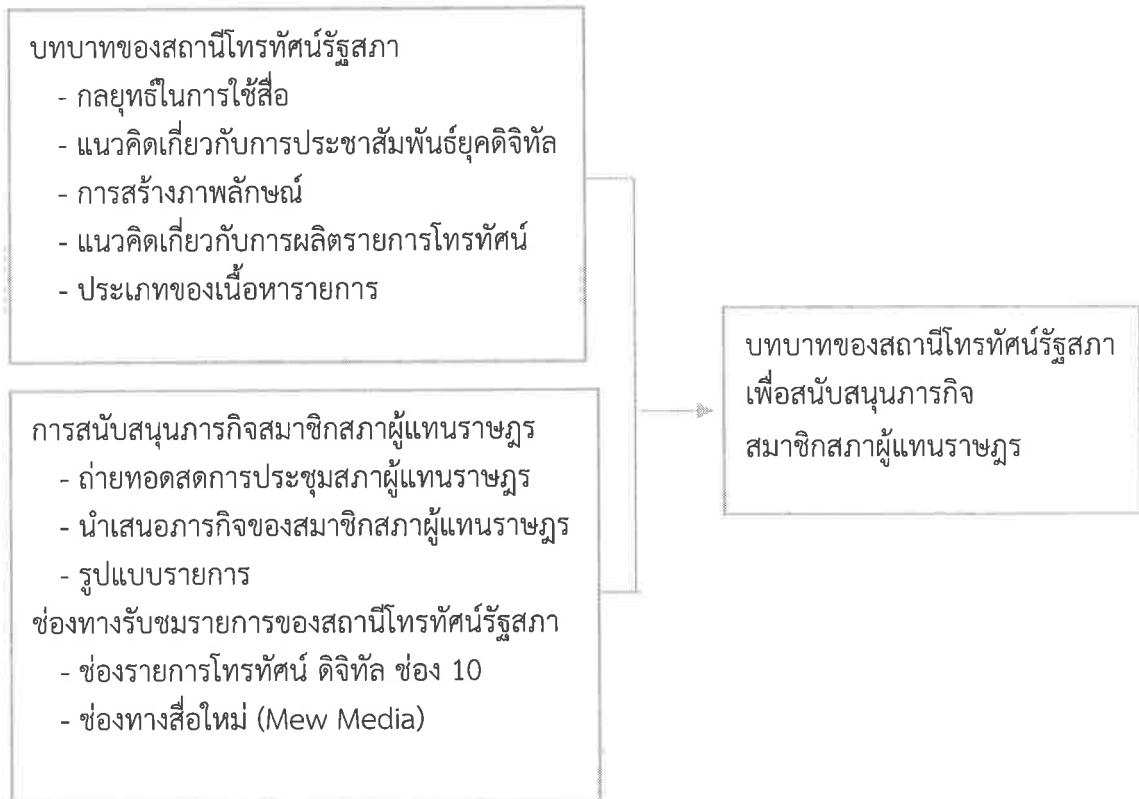 บทบาทของสถานีโทรทัศน์รัฐสภา
- กลยุทธ์ในการใช้สื่อ
- แนวคิดเกี่ยวกับการประชาสัมพันธ์ยุคดิจิทัล
- การสร้างภาพลักษณ์
- แนวคิดเกี่ยวกับการผลิตรายการโทรทัศน์
- ประเภทของเนื้อหารายการ
การสนับสนุนภารกิจสมาชิกสภาผู้แทนราษฎร
- ถ่ายทอดสดการประชุมสภาผู้แทนราษฎร
- นำเสนอภารกิจของสมาชิกสภาผู้แทนราษฎร
- รูปแบบรายการ
ช่องทางรับชมรายการของสถานีโทรทัศน์รัฐสภา
- ช่องรายการโทรทัศน์ ดิจิทัล ช่อง 10
- ช่องทางสื่อใหม่ (Mew Media)
บทบาทของสถานีโทรทัศน์รัฐสภา
เพื่อสนับสนุนภารกิจ
สมาชิกสภาผู้แทนราษฎร